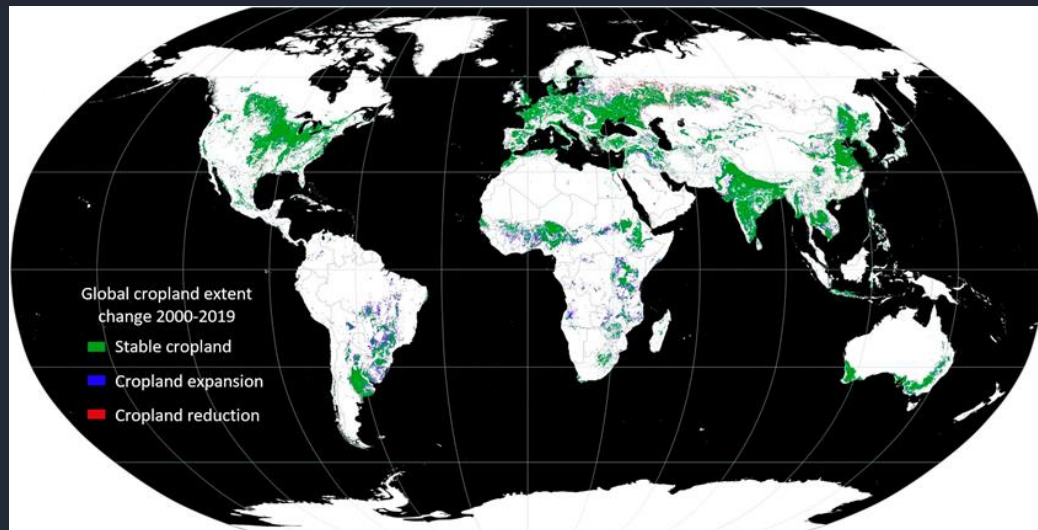 Global cropland extent
change 2000-2019
Stable cropland
Cropland expansion
Cropland reduction